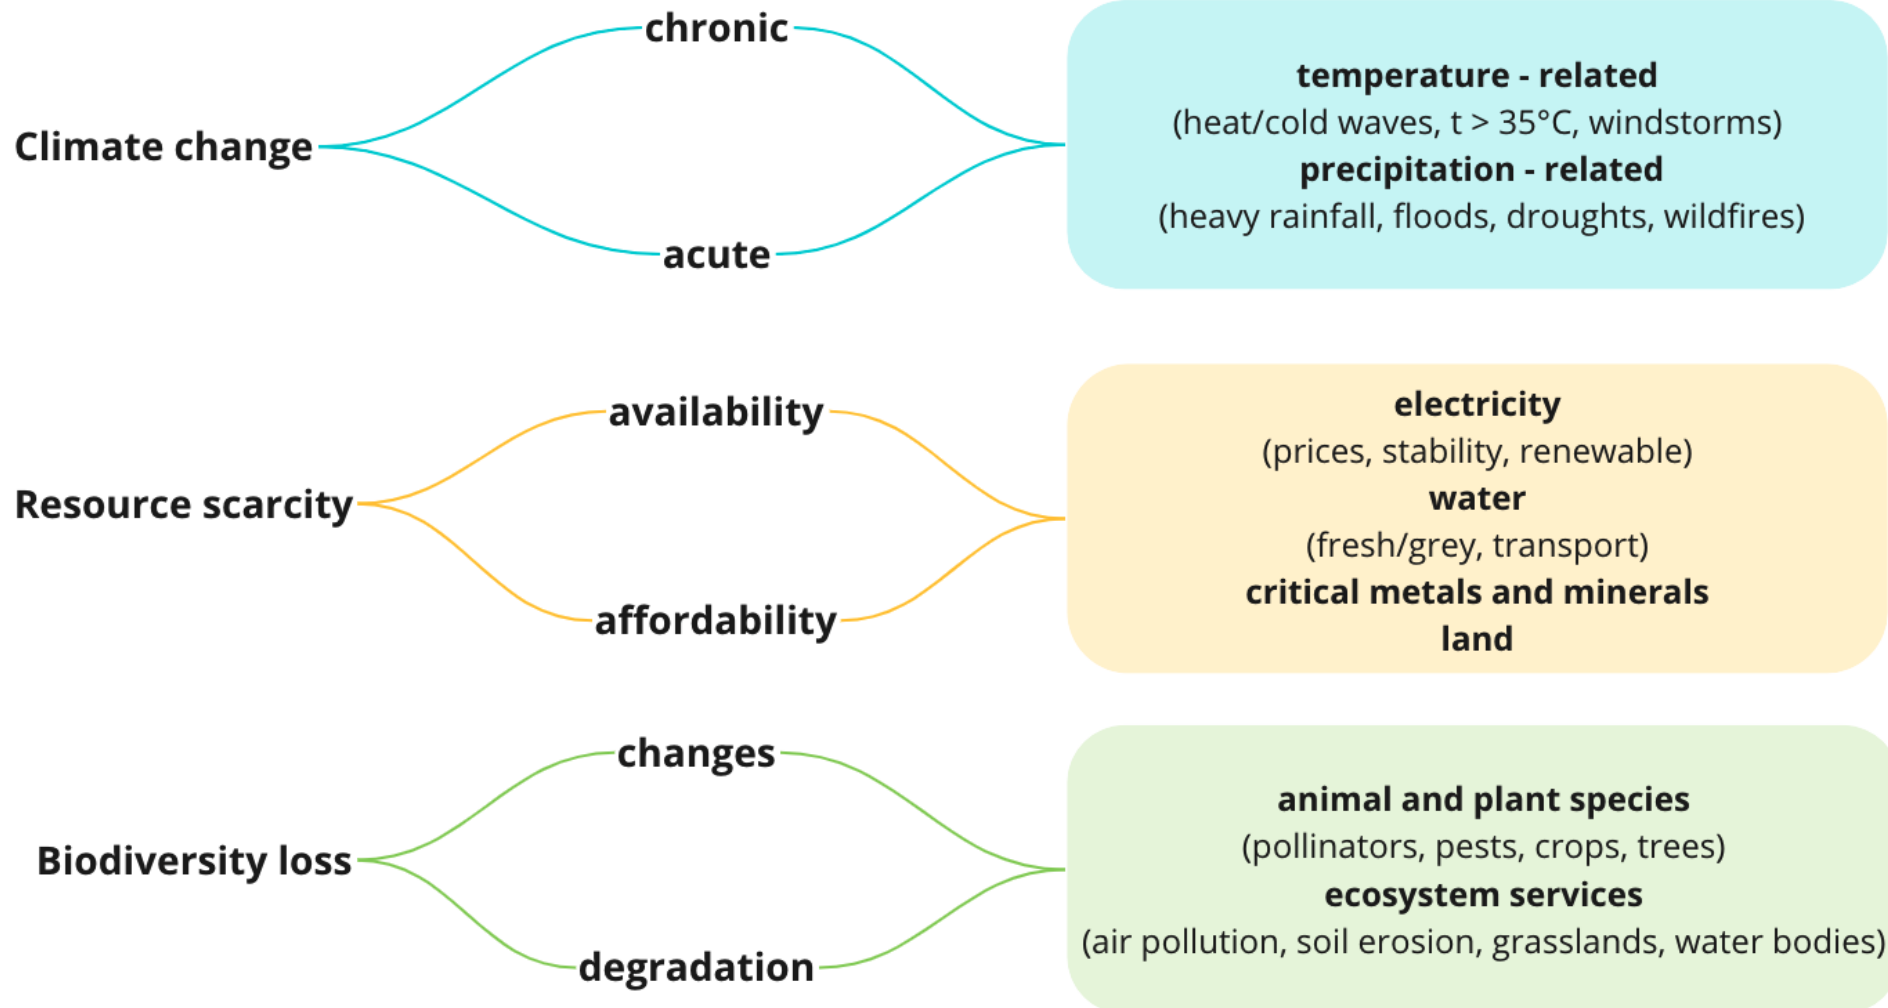 Climate change
chronic
acute
temperature - related
(heat/cold waves, t > 35°C, windstorms)
precipitation - related
(heavy rainfall, floods, droughts, wildfires)
Resource scarcity
availability
affordability
electricity
(prices, stability, renewable)
water
(fresh/grey, transport)
critical metals and minerals
land
Biodiversity loss
changes
degradation
animal and plant species
(pollinators, pests, crops, trees)
ecosystem services
(air pollution, soil erosion, grasslands, water bodies)